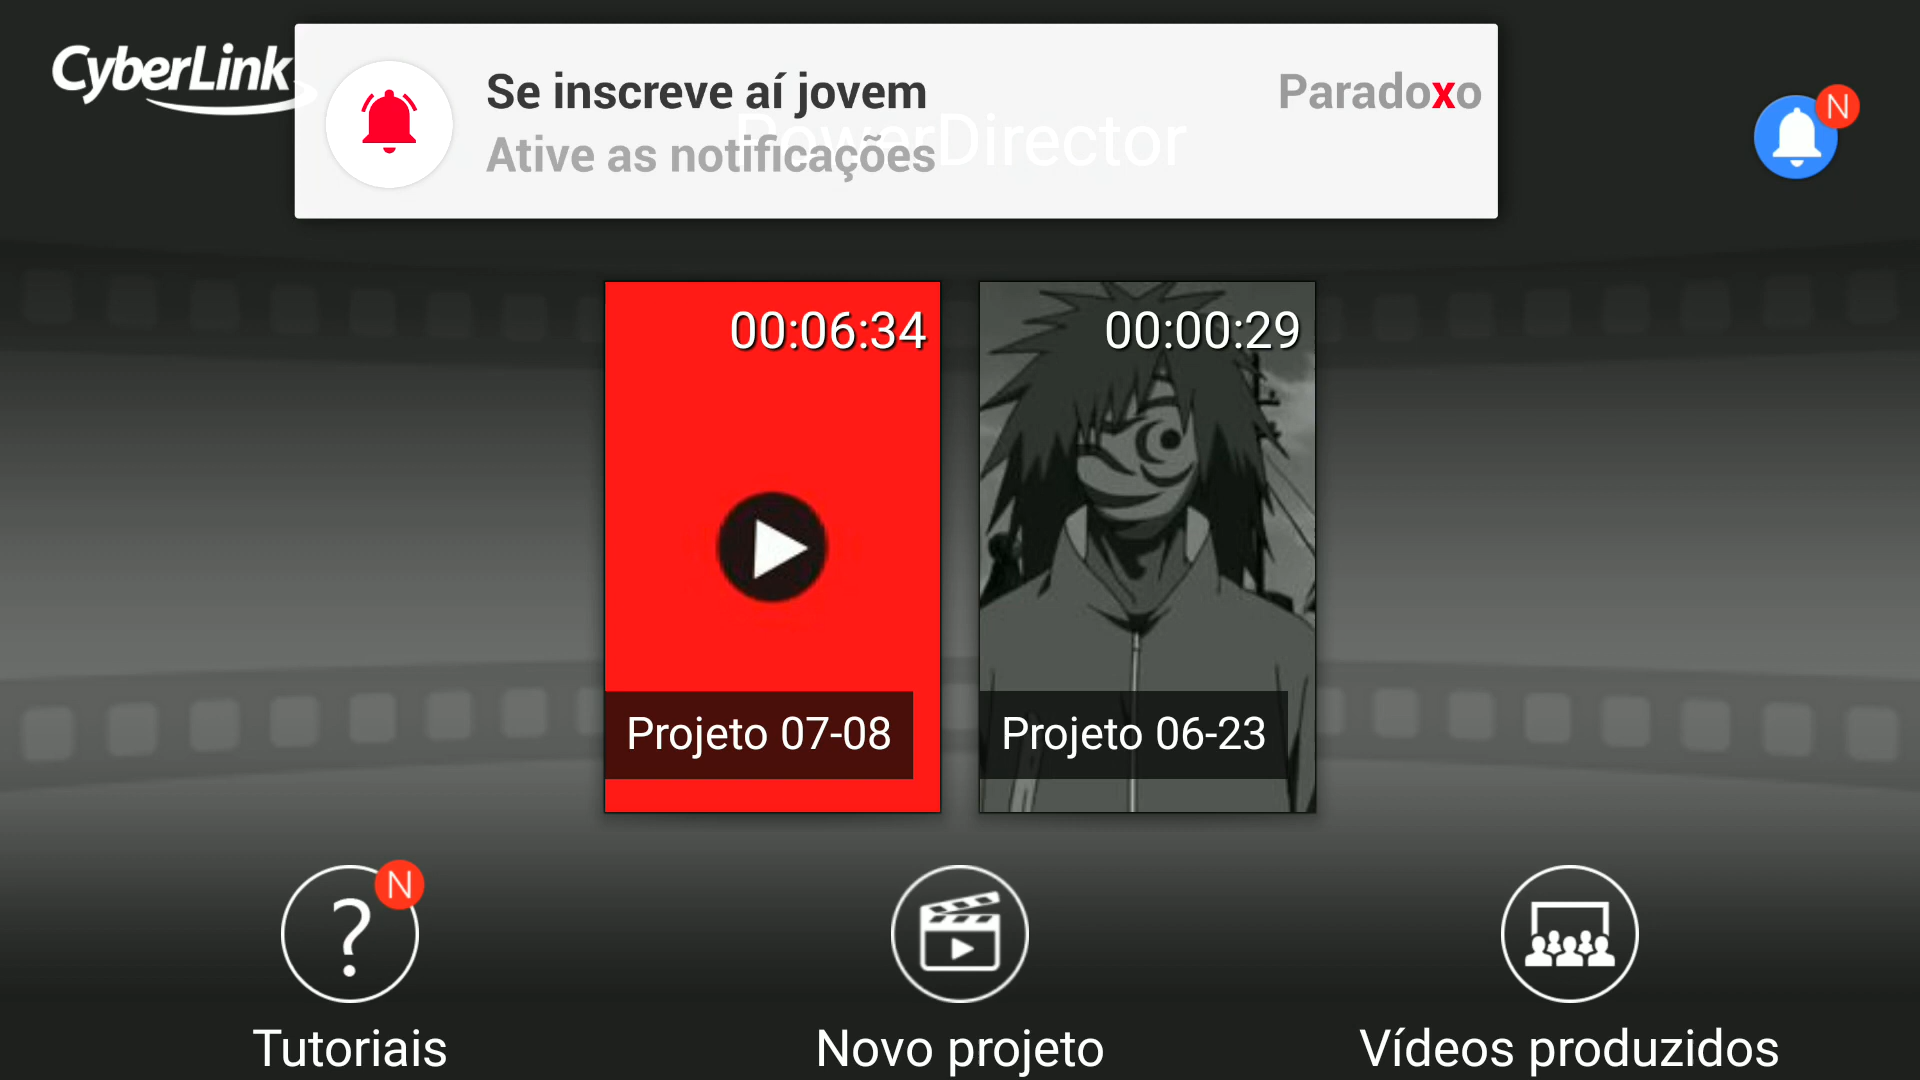 CyberLink
Se inscreve aí jovem
Paradoxo
Ative as notificações
PowerDirector
N
00:06:34
00:00:29
Projeto 07-08
Projeto 06-23
N
?
Tutoriais
Novo projeto
Vídeos produzidos